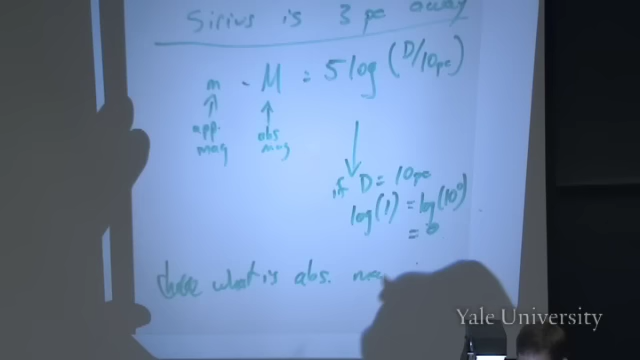 Sirius is 3 pc away
m - M = 5 log (D/10pc)
app. mag
abs mag
if D = 10pc
log(1) = log(10⁰)
= 0
what is abs.
Yale University